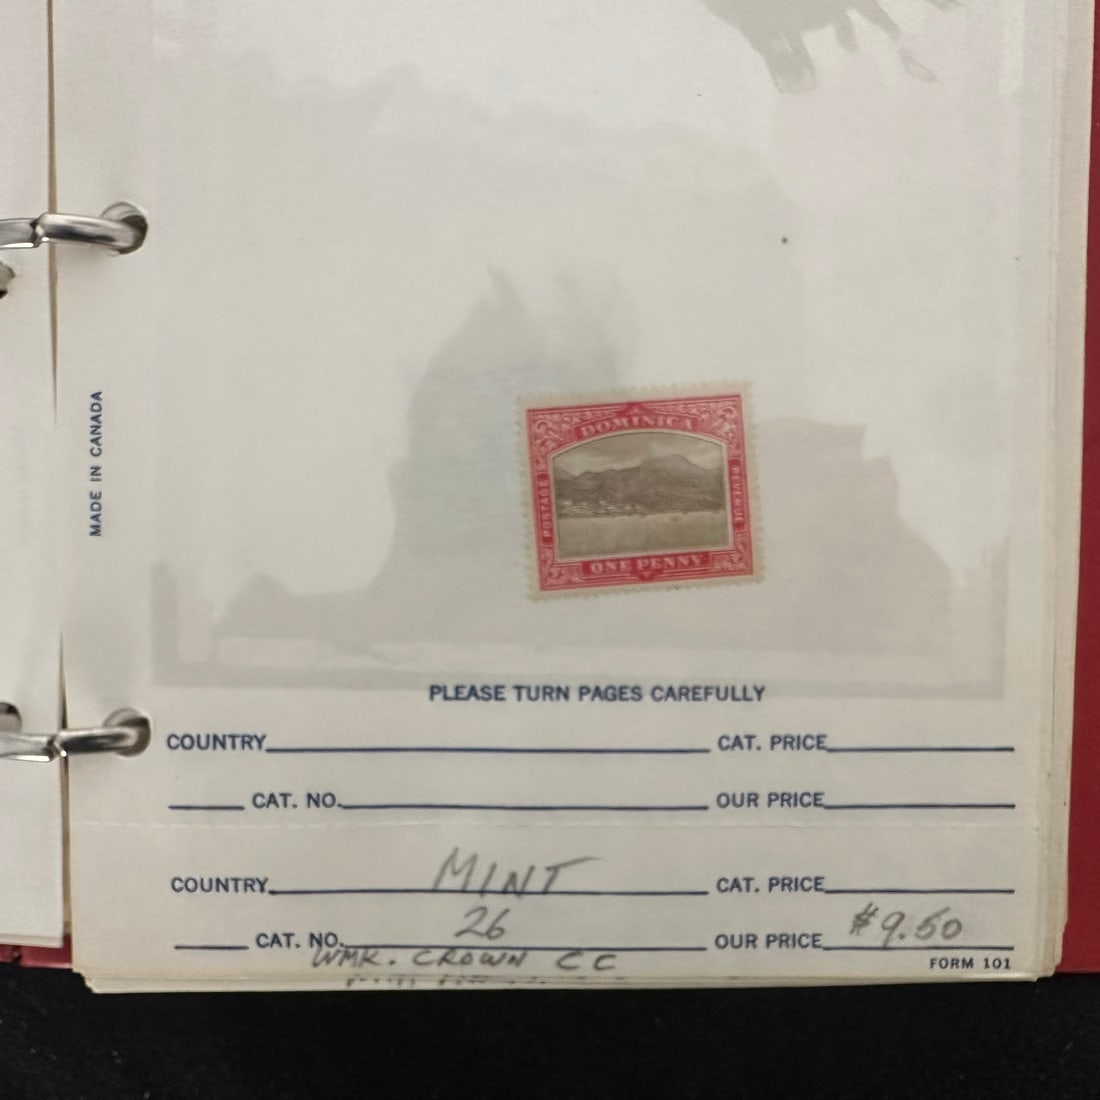 MADE IN CANADA
DOMINICA
POSTAGE
REVENUE
ONE PENNY
PLEASE TURN PAGES CAREFULLY
COUNTRY CAT. PRICE
CAT. NO. OUR PRICE
COUNTRY MINT CAT. PRICE
CAT. NO. 26 OUR PRICE $9.50
WMK. CROWN CC
FORM 101